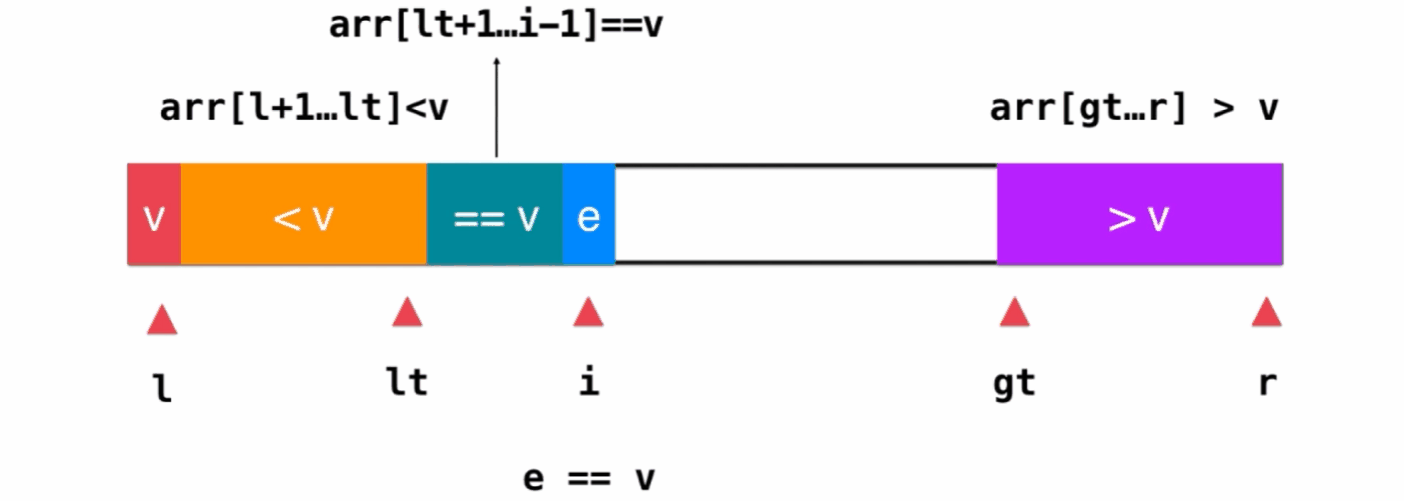 arr[lt+1…i-1]==v
arr[l+1…lt]<v
arr[gt…r] > v
v
< v
== v
e
> v
l
lt
i
gt
r
e == v